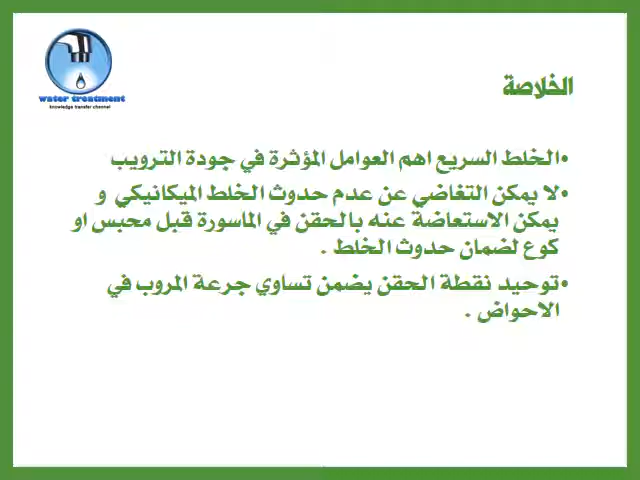 water treatment
knowledge transfer channel
الخلاصة
•الخلط السريع اهم العوامل المؤثرة في جودة الترويب
•لا يمكن التغاضي عن عدم حدوث الخلط الميكانيكي و
يمكن الاستعاضة عنه بالحقن في الماسورة قبل محبس او
كوع لضمان حدوث الخلط .
•توحيد نقطة الحقن يضمن تساوي جرعة المروب في
الاحواض .